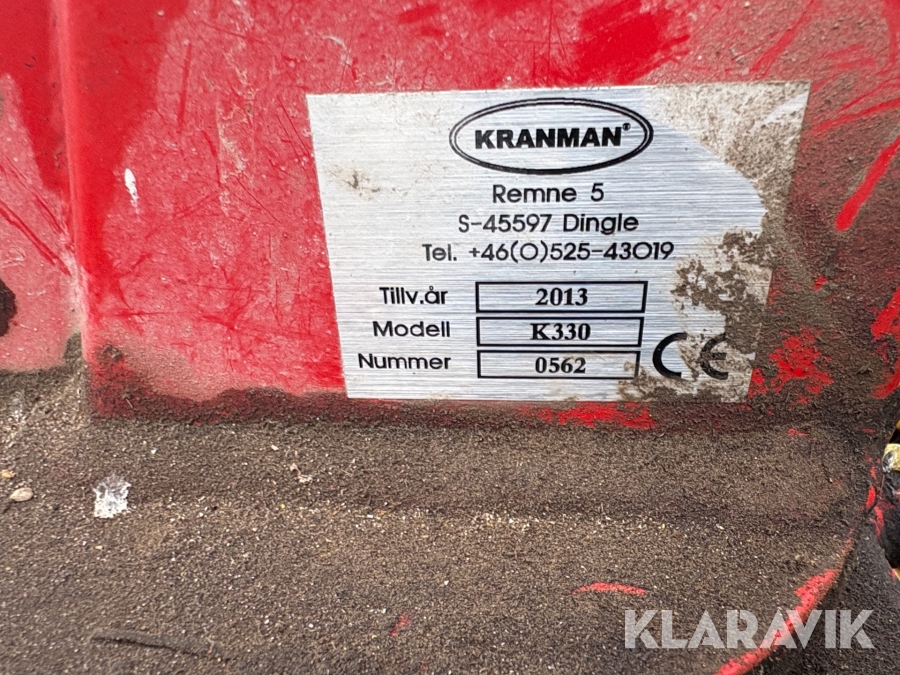 KRANMAN®
Remne 5
S-45597 Dingle
Tel. +46(0)525-43019
Tillv.år 2013
Modell K330
Nummer 0562
CE
KLARAVIK